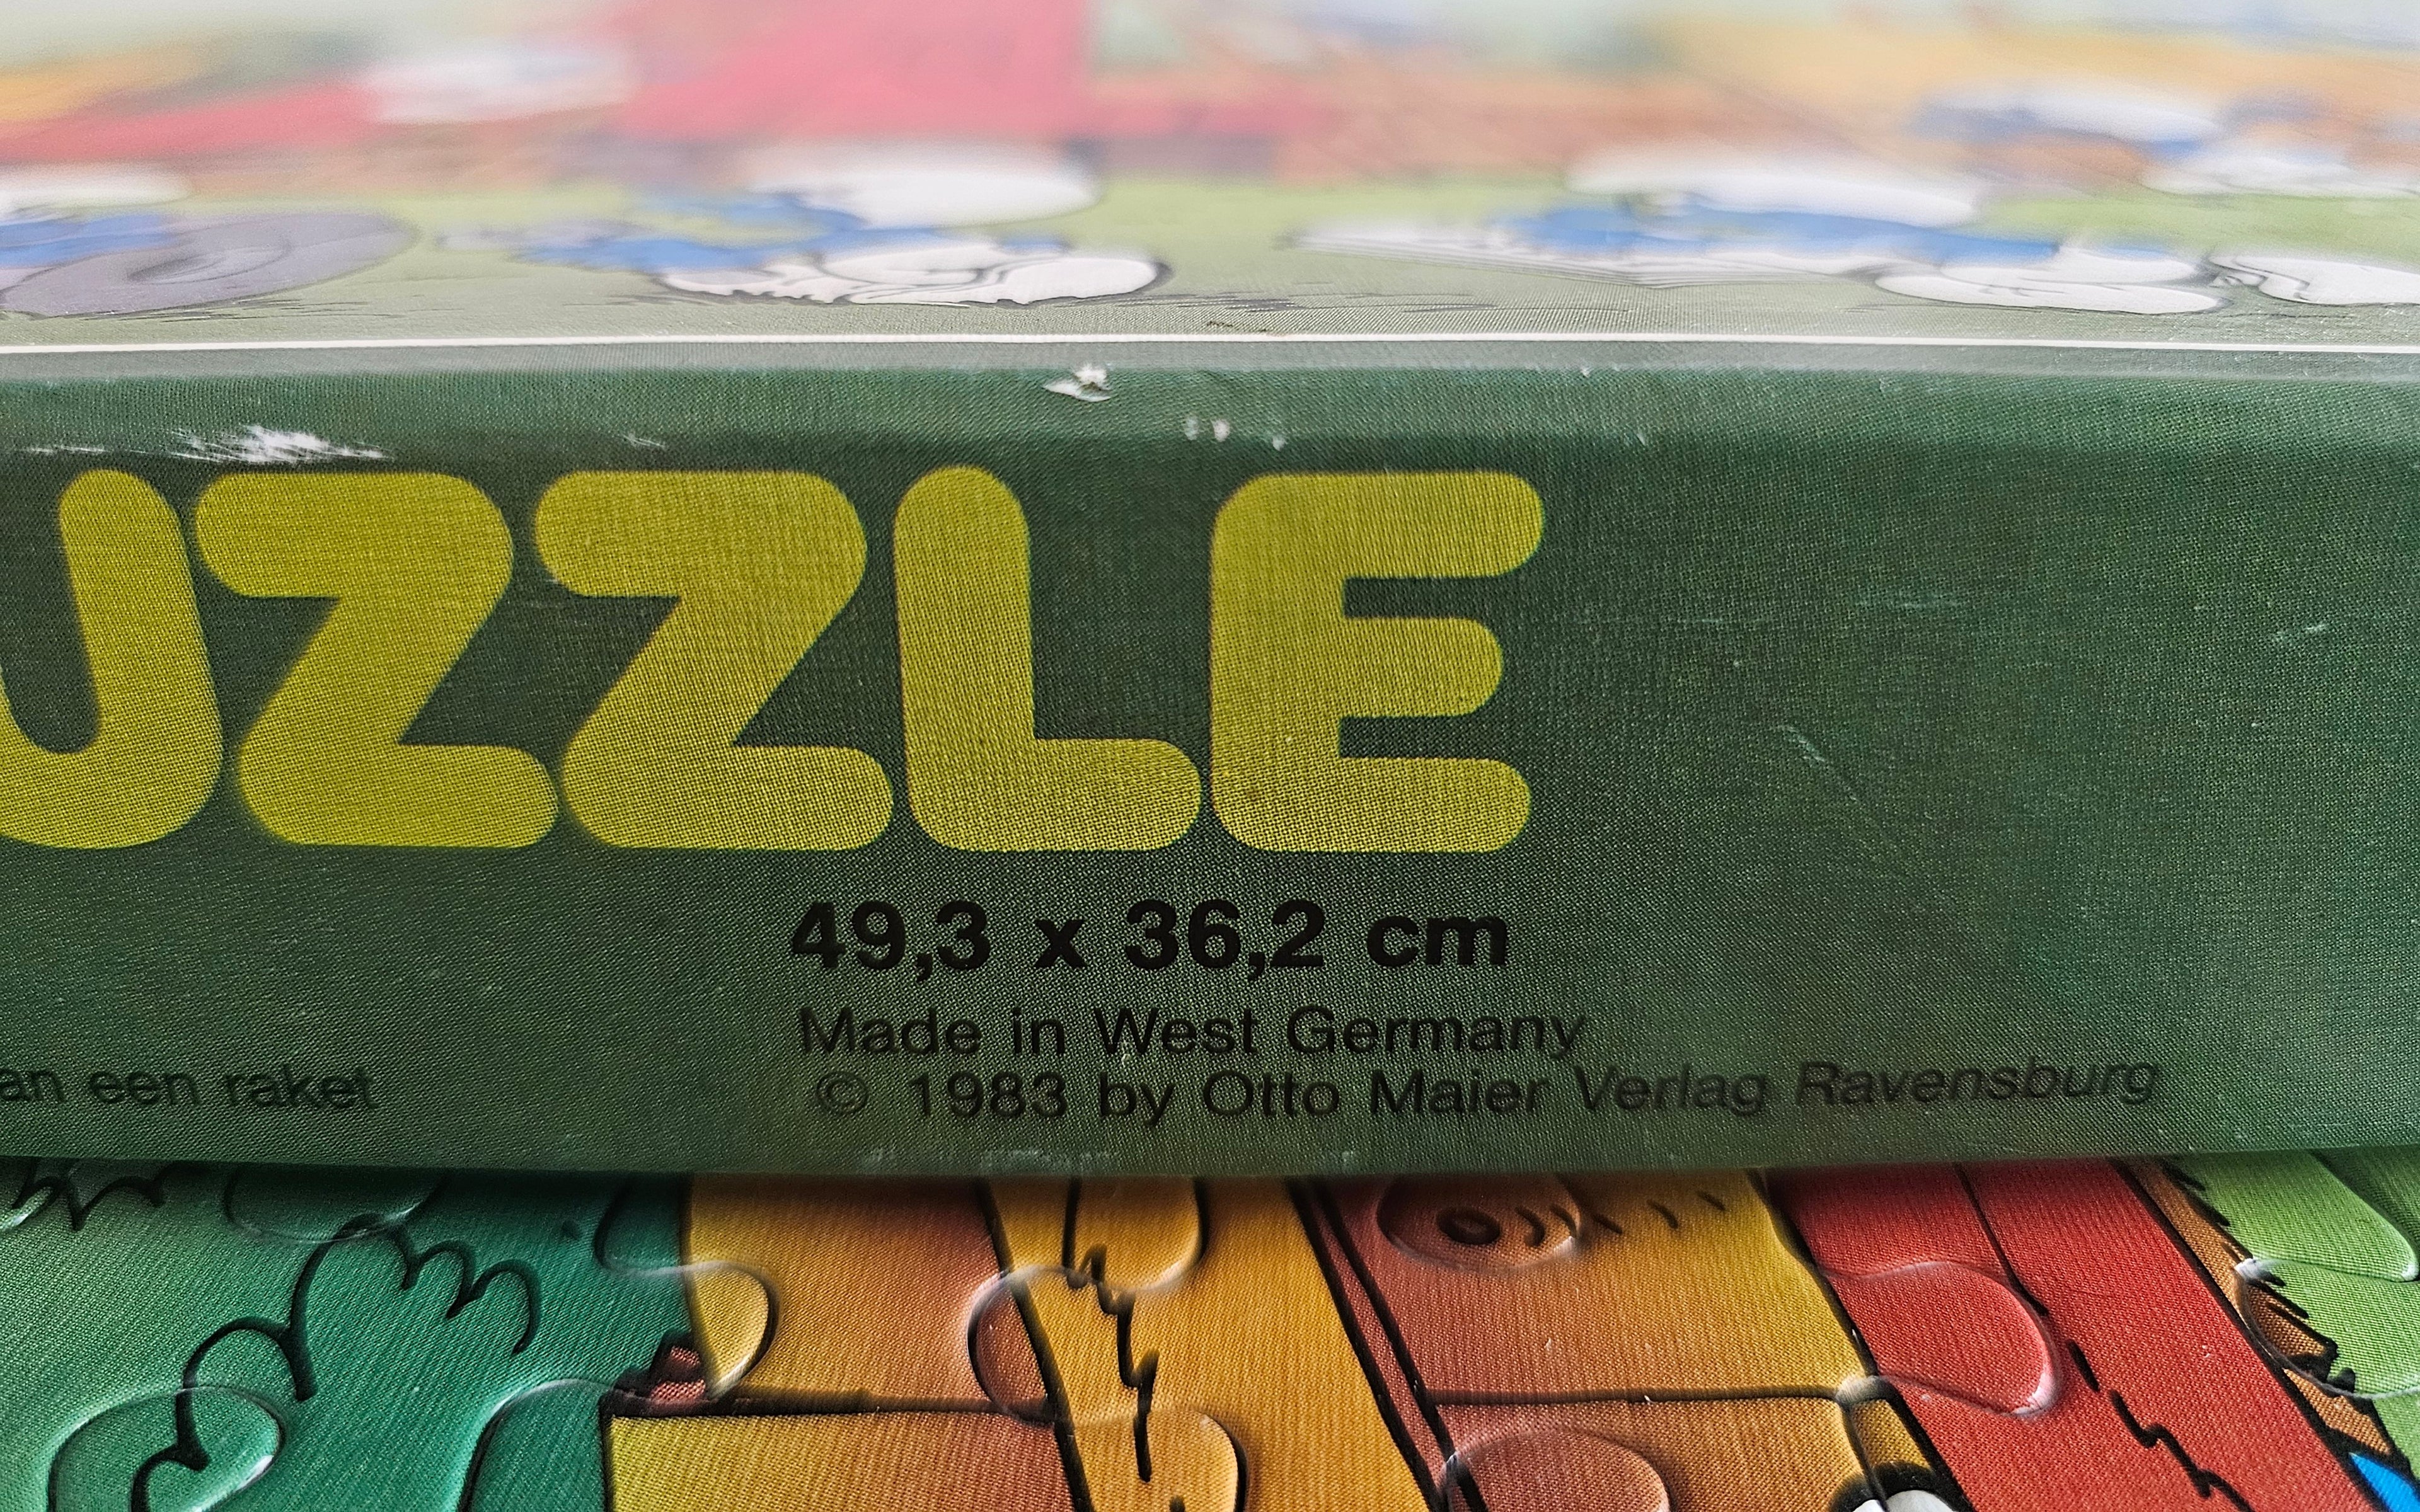 UZZLE
49,3 x 36,2 cm
Made in West Germany
an een raket
© 1983 by Otto Maier Verlag Ravensburg